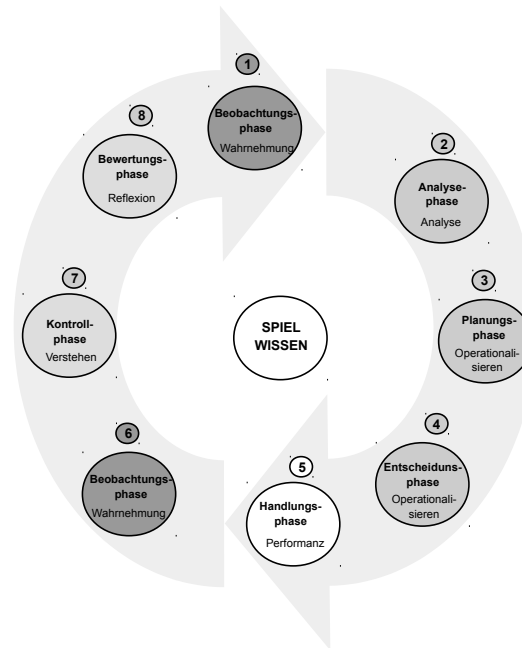 1
Beobachtungs-
phase
Wahrnehmung
2
Analyse-
phase
Analyse
3
Planungs-
phase
Operationali-
sieren
4
Entscheiduns-
phase
Operationali-
sieren
5
Handlungs-
phase
Performanz
6
Beobachtungs-
phase
Wahrnehmung
7
Kontroll-
phase
Verstehen
8
Bewertungs-
phase
Reflexion
SPIEL
WISSEN